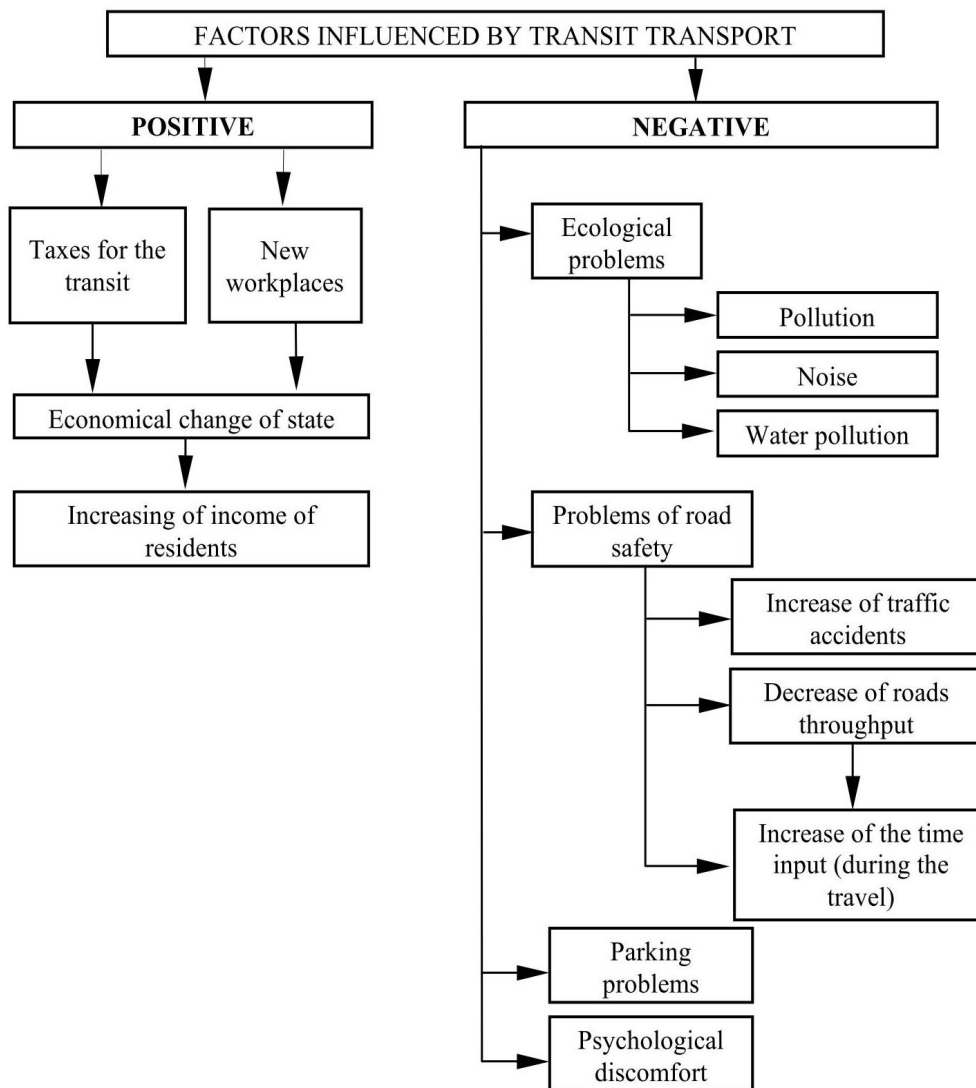 FACTORS INFLUENCED BY TRANSIT TRANSPORT
POSITIVE
NEGATIVE
Taxes for the
transit
New
workplaces
Economical change of state
Increasing of income of
residents
Ecological
problems
Pollution
Noise
Water pollution
Problems of road
safety
Increase of traffic
accidents
Decrease of roads
throughput
Increase of the time
input (during the
travel)
Parking
problems
Psychological
discomfort